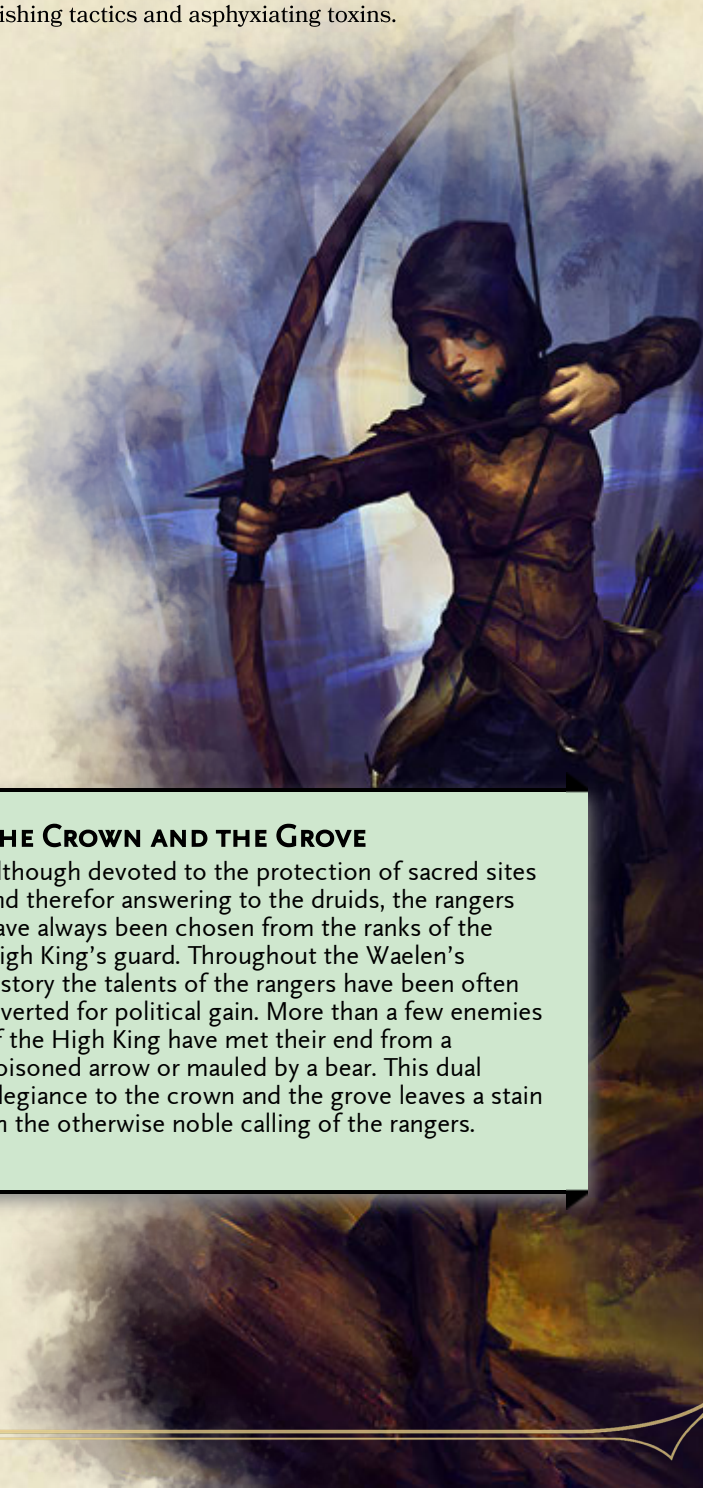 ishing tactics and asphyxiating toxins.
HE CROWN AND THE GROVE
lthough devoted to the protection of sacred sites
nd therefor answering to the druids, the rangers
ave always been chosen from the ranks of the
igh King's guard. Throughout the Waelen's
story the talents of the rangers have been often
verted for political gain. More than a few enemies
f the High King have met their end from a
oisoned arrow or mauled by a bear. This dual
legiance to the crown and the grove leaves a stain
n the otherwise noble calling of the rangers.